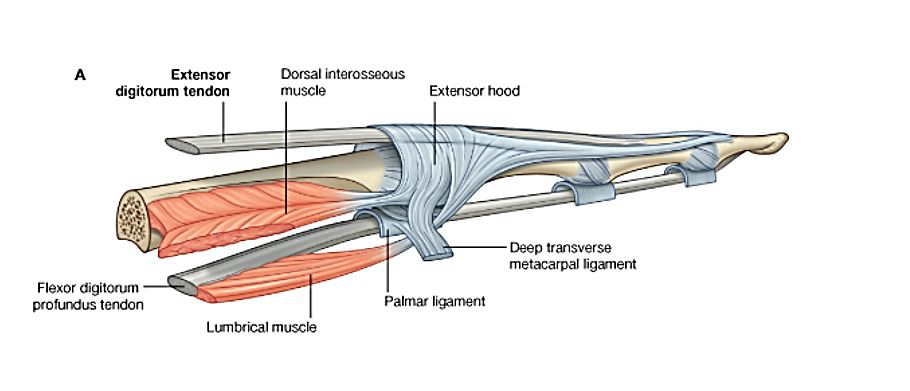 A
Extensor
digitorum tendon
Dorsal interosseous
muscle
Extensor hood
Deep transverse
metacarpal ligament
Flexor digitorum
profundus tendon
Palmar ligament
Lumbrical muscle